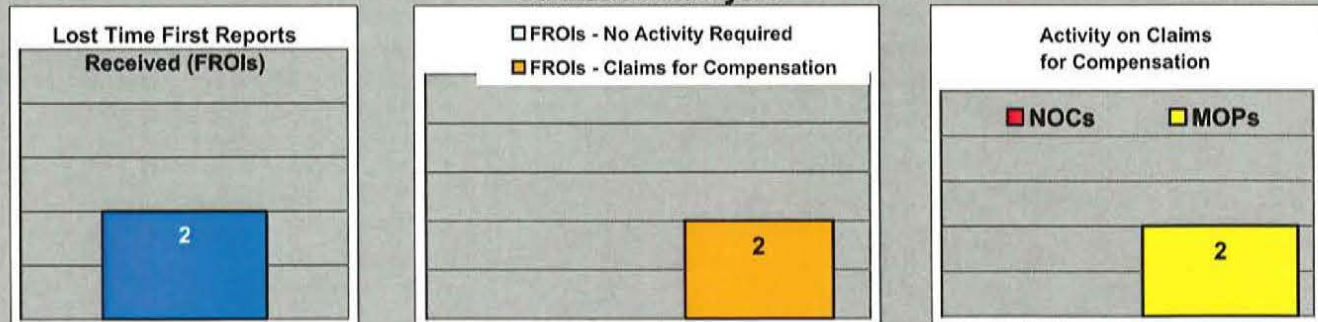 Lost Time First Reports
Received (FROIs)
2
FROIs - No Activity Required
FROIs - Claims for Compensation
2
Activity on Claims
for Compensation
NOCs MOPs
2